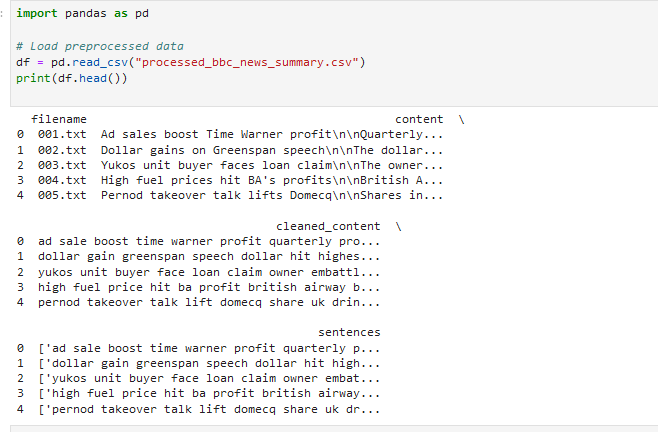 :
import pandas as pd
# Load preprocessed data
df = pd.read_csv("processed_bbc_news_summary.csv")
print(df.head())
filename content \
0 001.txt Ad sales boost Time Warner profit\n\nQuarterly...
1 002.txt Dollar gains on Greenspan speech\n\nThe dollar...
2 003.txt Yukos unit buyer faces loan claim\n\nThe owner...
3 004.txt High fuel prices hit BA's profits\n\nBritish A...
4 005.txt Pernod takeover talk lifts Domecq\n\nShares in...
cleaned_content \
0 ad sale boost time warner profit quarterly pro...
1 dollar gain greenspan speech dollar hit highes...
2 yukos unit buyer face loan claim owner embattl...
3 high fuel price hit ba profit british airway b...
4 pernod takeover talk lift domecq share uk drin...
sentences
0 ['ad sale boost time warner profit quarterly p...
1 ['dollar gain greenspan speech dollar hit high...
2 ['yukos unit buyer face loan claim owner embat...
3 ['high fuel price hit ba profit british airway...
4 ['pernod takeover talk lift domecq share uk dr...